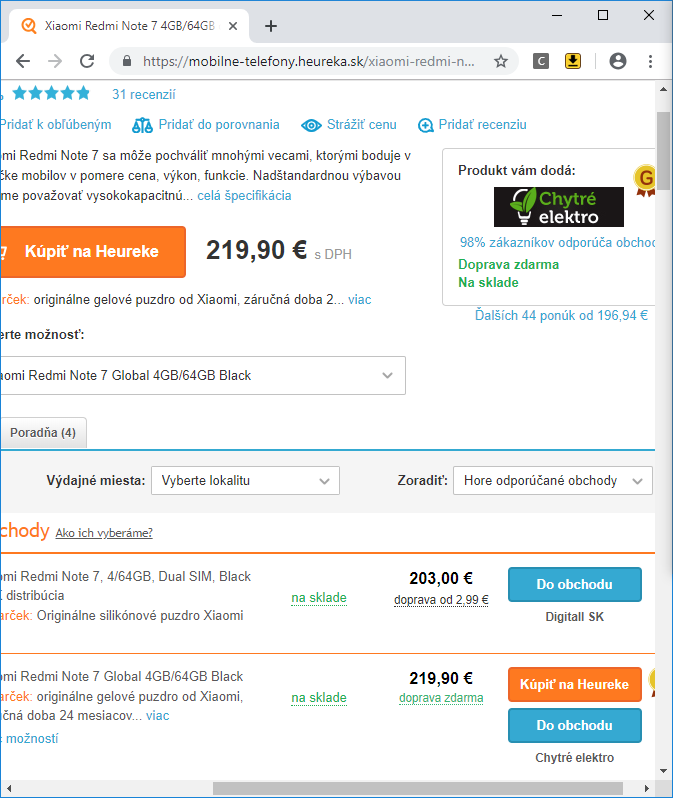 Xiaomi Redmi Note 7 4GB/64GB
https://mobilne-telefony.heureka.sk/xiaomi-redmi-n...
31 recenzií
Pridať k obľúbeným
Pridať do porovnania
Strážiť cenu
Pridať recenziu
mi Redmi Note 7 sa môže pochváliť mnohými vecami, ktorými boduje v
čke mobilov v pomere cena, výkon, funkcie. Nadštandardnou výbavou
me považovať vysokokapacitnú... celá špecifikácia
Produkt vám dodá:
G
Chytré
elektro
98% zákazníkov odporúča obchod
Doprava zdarma
Na sklade
Ďalších 44 ponúk od 196,94 €
Kúpiť na Heureke
219,90 € s DPH
arček: originálne gelové puzdro od Xiaomi, záručná doba 2... viac
erte možnosť:
aomi Redmi Note 7 Global 4GB/64GB Black
Poradňa (4)
Výdajné miesta:
Vyberte lokalitu
Zoradiť:
Hore odporúčané obchody
chody Ako ich vyberáme?
omi Redmi Note 7, 4/64GB, Dual SIM, Black
distribúcia
arček: Originálne silikónové puzdro Xiaomi
na sklade
203,00 €
doprava od 2,99 €
Do obchodu
Digitall SK
omi Redmi Note 7 Global 4GB/64GB Black
arček: originálne gelové puzdro od Xiaomi,
čná doba 24 mesiacov... viac
možností
na sklade
219,90 €
doprava zdarma
Kúpiť na Heureke
Do obchodu
Chytré elektro